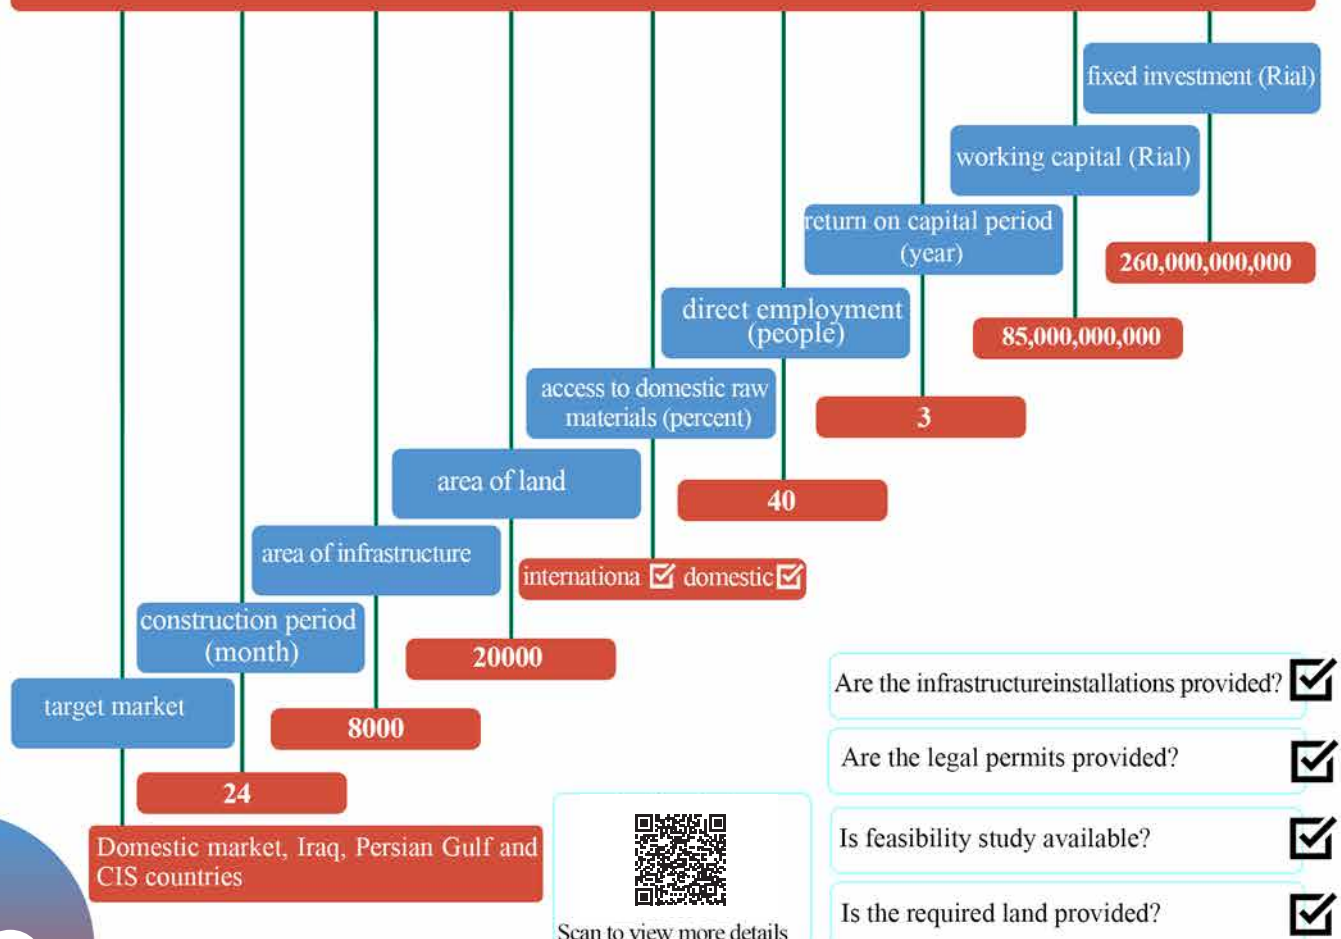 fixed investment (Rial)
260,000,000,000
working capital (Rial)
85,000,000,000
return on capital period
(year)
3
direct employment
(people)
40
access to domestic raw
materials (percent)
internationa ☑ domestic ☑
area of land
20000
area of infrastructure
8000
construction period
(month)
24
target market
Domestic market, Iraq, Persian Gulf and
CIS countries
Scan to view more details
Are the infrastructureinstallations provided? ☑
Are the legal permits provided? ☑
Is feasibility study available? ☑
Is the required land provided? ☑